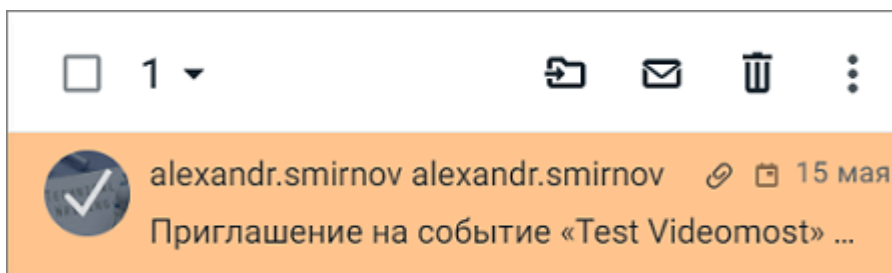 1
alexandr.smirnov alexandr.smirnov 15 мая
Приглашение на событие «Test Videomost» ...